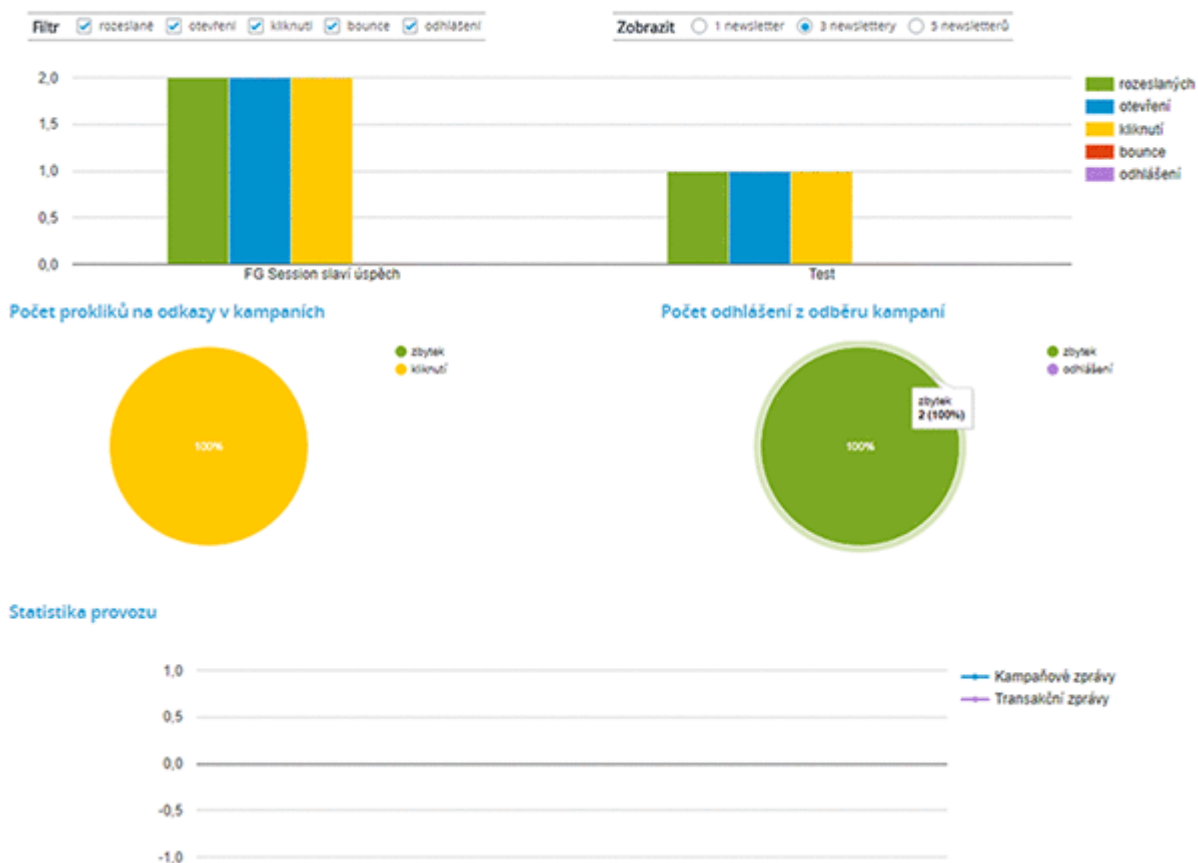 Filtr rozeslané otevření kliknutí bounce odhlášení Zobrazit 1 newsletter 3 newslettery 5 newsletterů
2,0
1,5
1,0
0,5
0,0
rozeslaných
otevření
kliknutí
bounce
odhlášení
FG Session slaví úspěch Test
Počet prokliků na odkazy v kampaních
zbytek
kliknutí
100%
Počet odhlášení z odběru kampaní
zbytek
odhlášení
zbytek
2 (100%)
100%
Statistika provozu
1,0
0,5
0,0
-0,5
-1,0
Kampaňové zprávy
Transakční zprávy